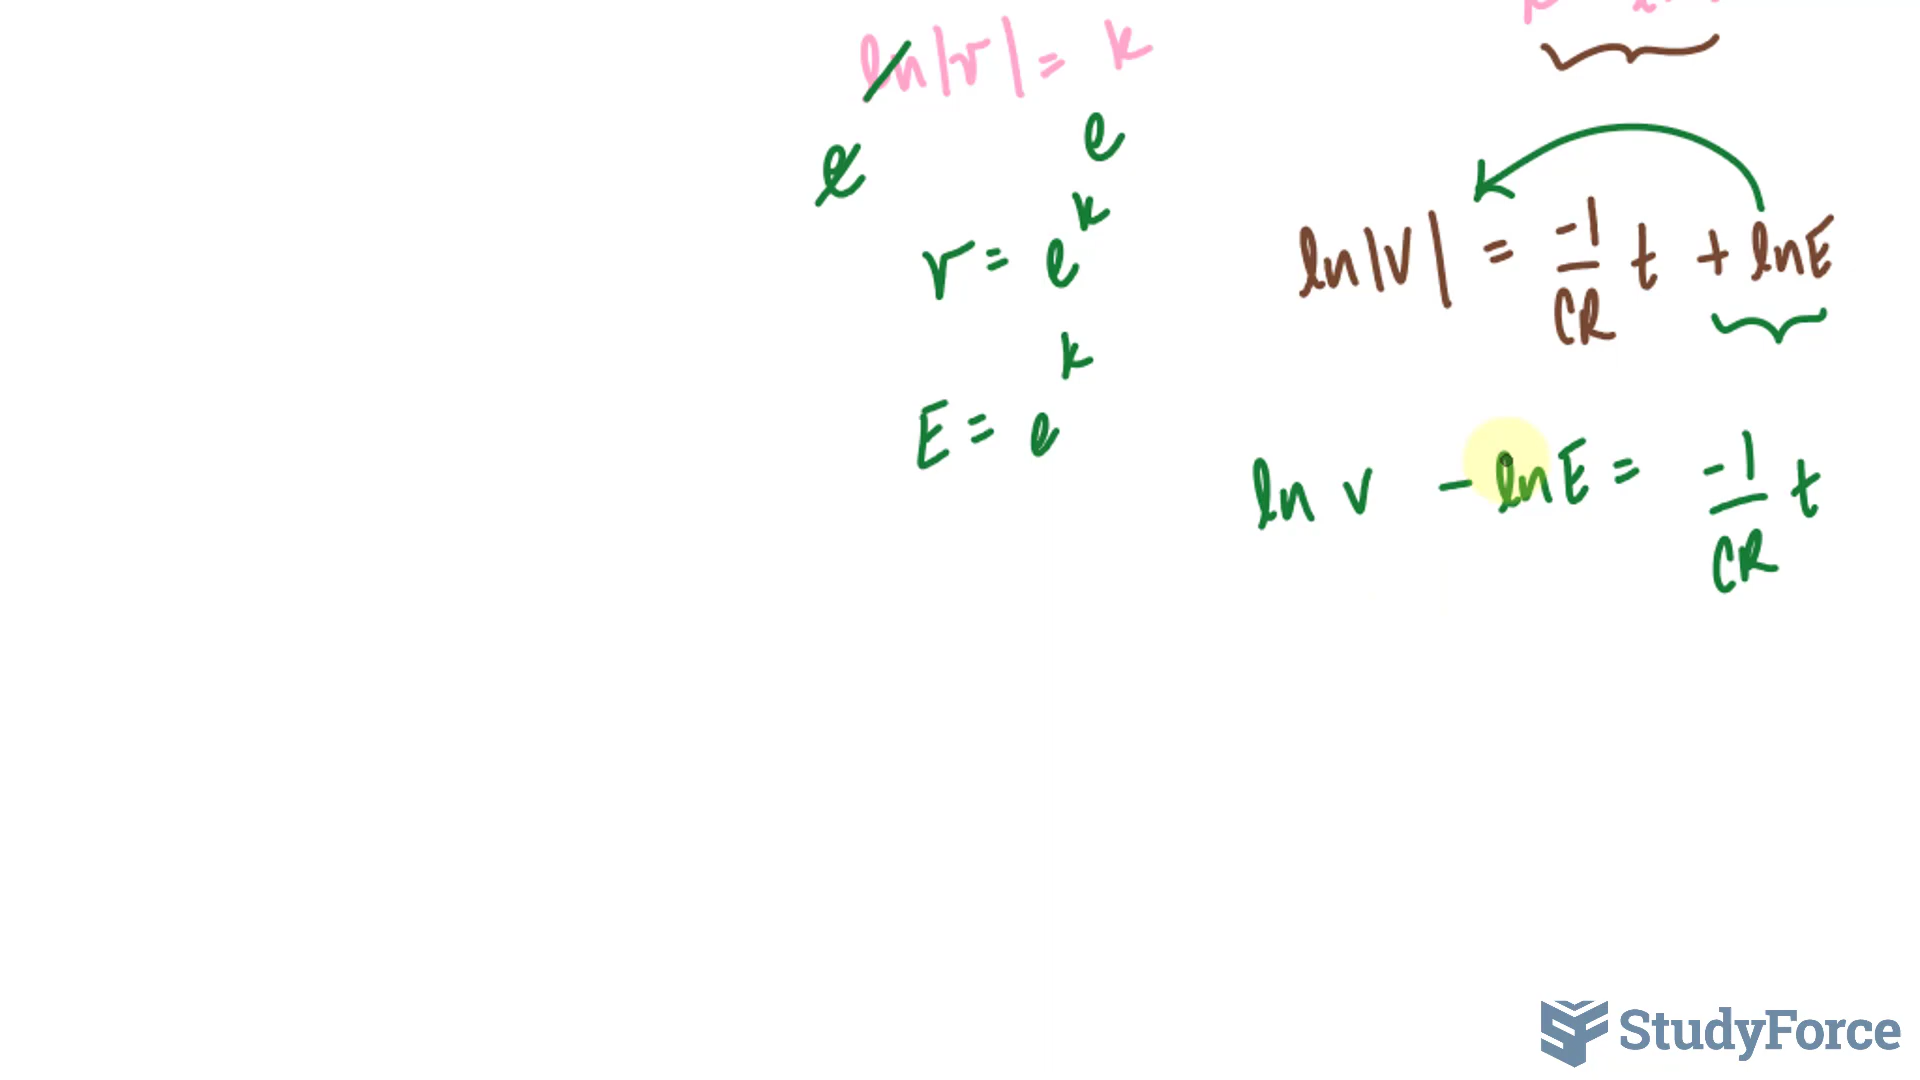 ln|v| = k
e e
v = e^k
E = e^k
ln|V| = -1/CR t + lnE
ln v - lnE = -1/CR t
StudyForce